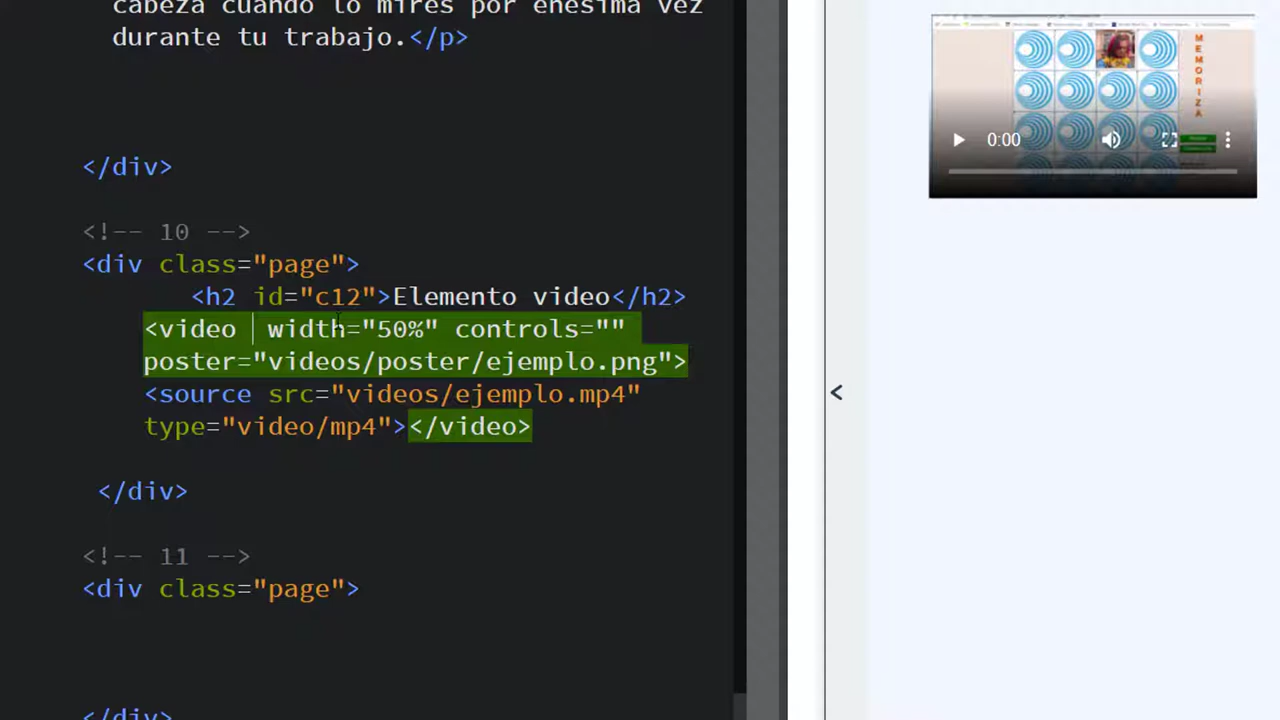 cabeza cuando lo mires por enésima vez
durante tu trabajo.</p>
</div>
<!-- 10 -->
<div class="page">
<h2 id="c12">Elemento video</h2>
<video  width="50%" controls=""
poster="videos/poster/ejemplo.png">
<source src="videos/ejemplo.mp4"
type="video/mp4"></video>
</div>
<!-- 11 -->
<div class="page">
</div>
MEMORIZA
0:00